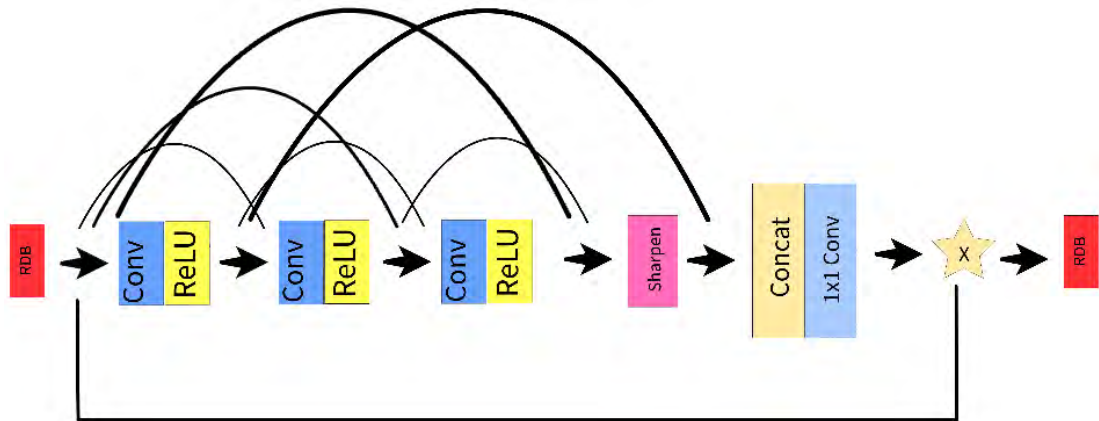 RDB
Conv
ReLU
Conv
ReLU
Conv
ReLU
Sharpen
Concat
1x1 Conv
X
RDB